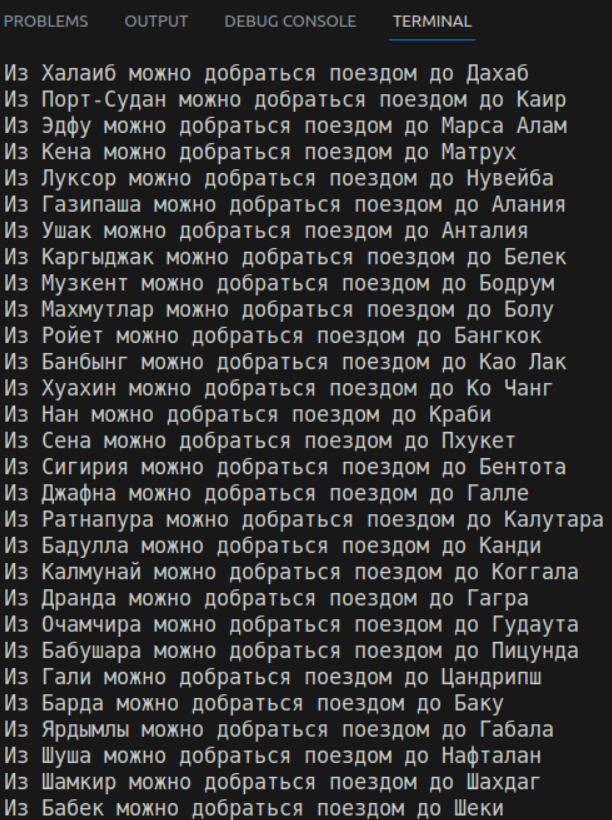 PROBLEMS OUTPUT DEBUG CONSOLE TERMINAL
Из Халаиб можно добраться поездом до Дахаб
Из Порт-Судан можно добраться поездом до Каир
Из Эдфу можно добраться поездом до Марса Алам
Из Кена можно добраться поездом до Матрух
Из Луксор можно добраться поездом до Нувейба
Из Газипаша можно добраться поездом до Алания
Из Ушак можно добраться поездом до Анталия
Из Каргыджак можно добраться поездом до Белек
Из Музкент можно добраться поездом до Бодрум
Из Махмутлар можно добраться поездом до Болу
Из Ройет можно добраться поездом до Бангкок
Из Банбынг можно добраться поездом до Као Лак
Из Хуахин можно добраться поездом до Ко Чанг
Из Нан можно добраться поездом до Краби
Из Сена можно добраться поездом до Пхукет
Из Сигирия можно добраться поездом до Бентота
Из Джафна можно добраться поездом до Галле
Из Ратнапура можно добраться поездом до Калутара
Из Бадулла можно добраться поездом до Канди
Из Калмунай можно добраться поездом до Коггала
Из Дранда можно добраться поездом до Гагра
Из Очамчира можно добраться поездом до Гудаута
Из Бабушара можно добраться поездом до Пицунда
Из Гали можно добраться поездом до Цандрипш
Из Барда можно добраться поездом до Баку
Из Ярдымлы можно добраться поездом до Габала
Из Шуша можно добраться поездом до Нафталан
Из Шамкир можно добраться поездом до Шахдаг
Из Бабек можно добраться поездом до Шеки